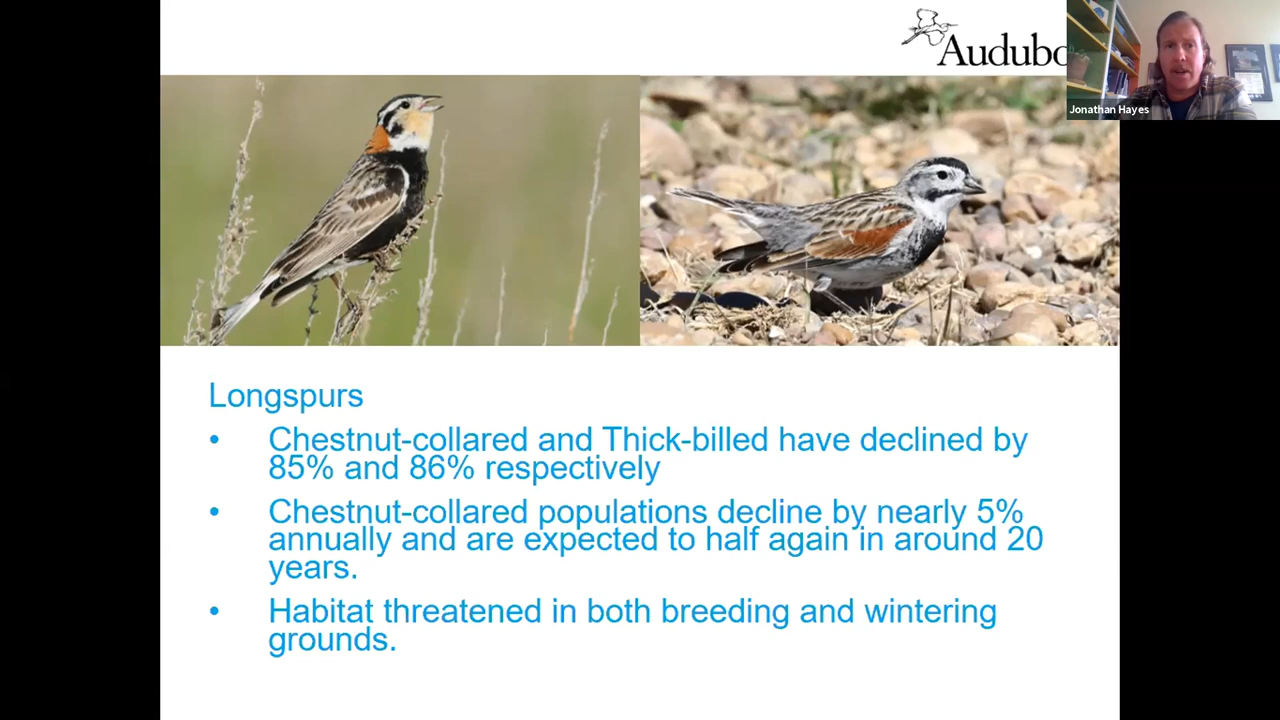 Audubo
Jonathan Hayes
Longspurs
• Chestnut-collared and Thick-billed have declined by
85% and 86% respectively
• Chestnut-collared populations decline by nearly 5%
annually and are expected to half again in around 20
years.
• Habitat threatened in both breeding and wintering
grounds.